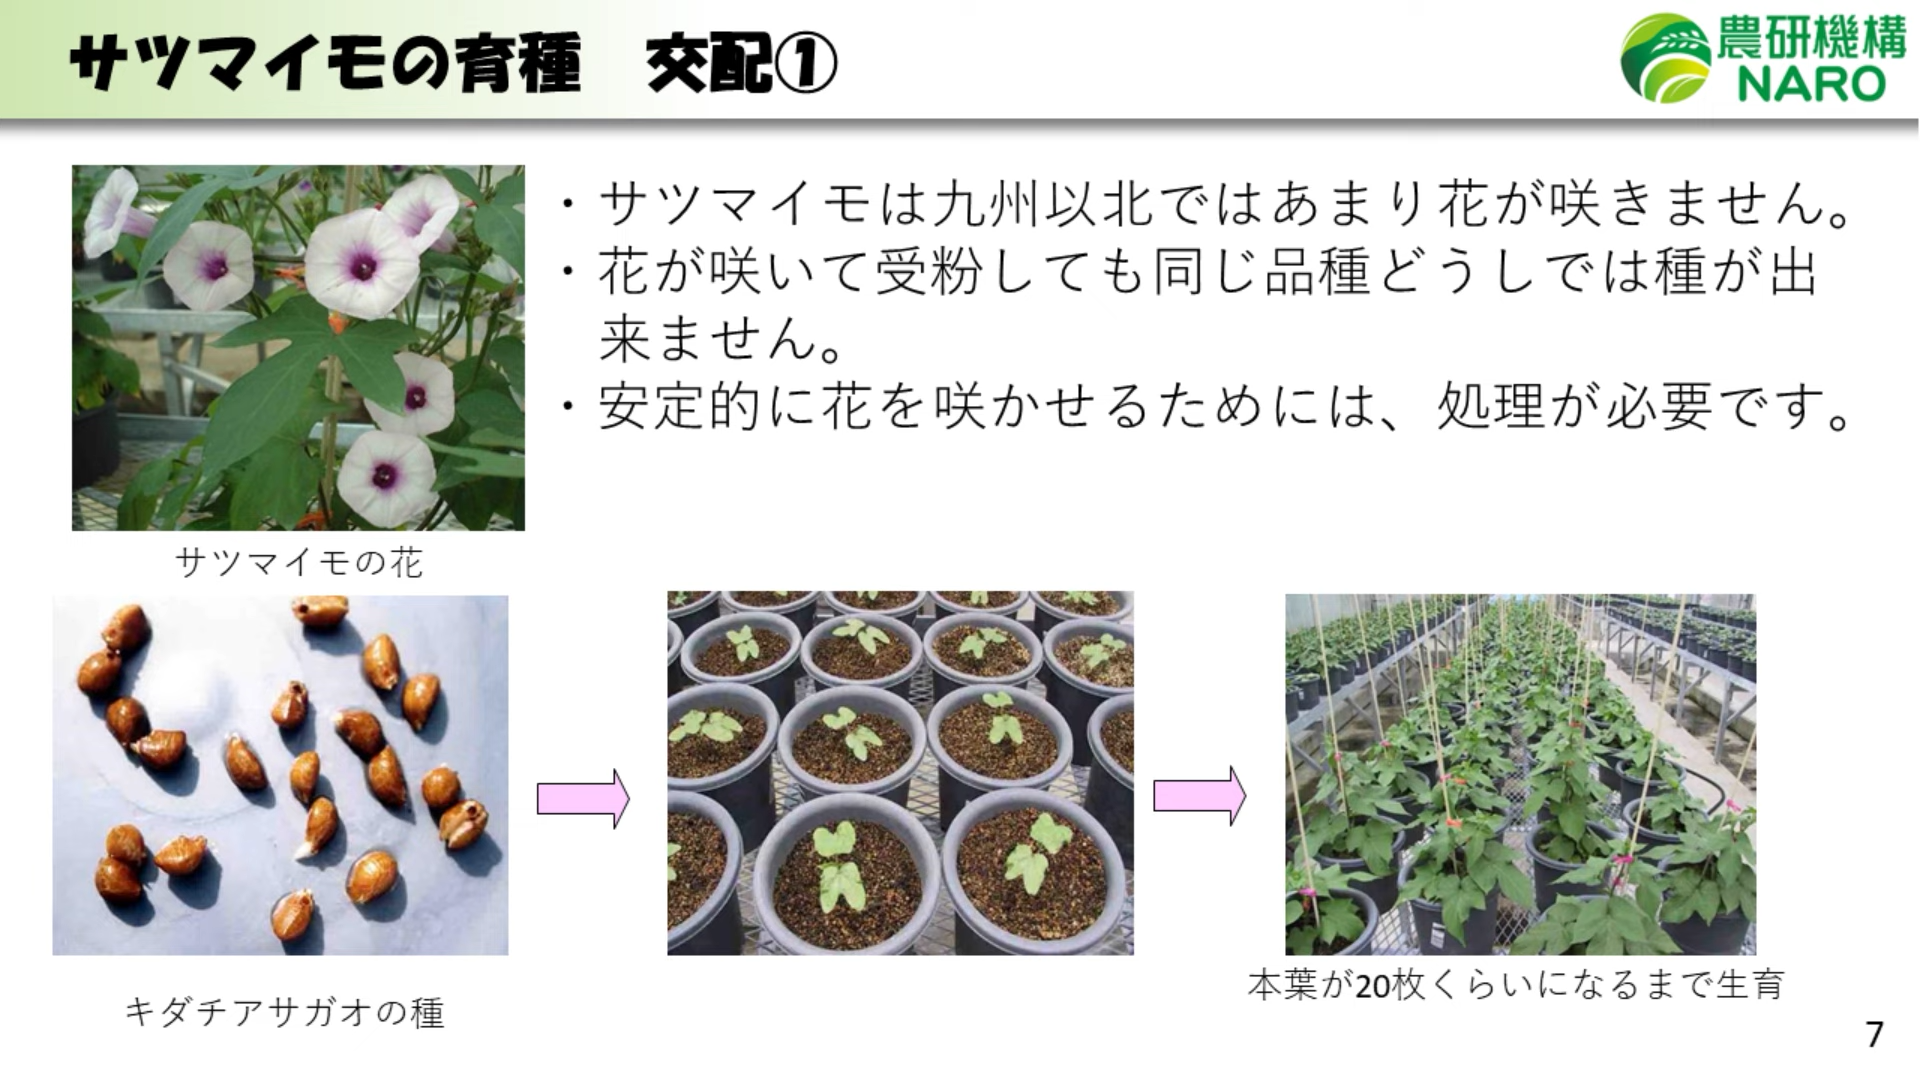 サツマイモの育種　交配①
農研機構
NARO
・サツマイモは九州以北ではあまり花が咲きません。
・花が咲いて受粉しても同じ品種どうしでは種が出
来ません。
・安定的に花を咲かせるためには、処理が必要です。
サツマイモの花
キダチアサガオの種
本葉が20枚くらいになるまで生育
7